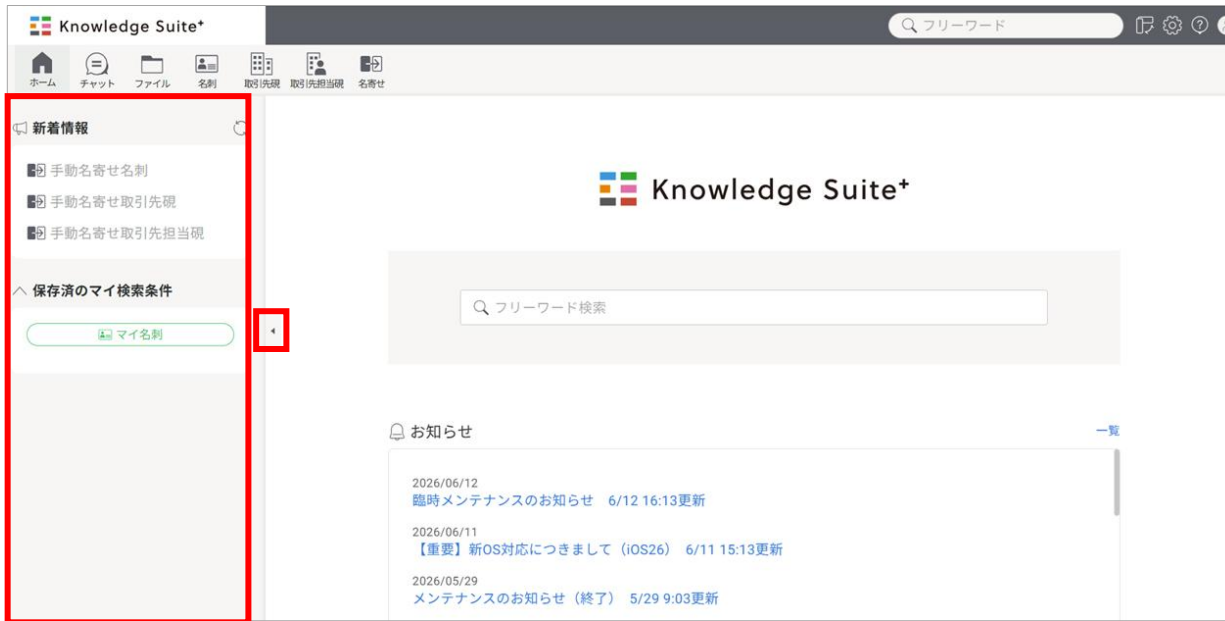 Knowledge Suite+
フリーワード
ホーム
チャット
ファイル
名刺
取引先硯
取引先担当硯
名寄せ
新着情報
手動名寄せ名刺
手動名寄せ取引先硯
手動名寄せ取引先担当硯
保存済のマイ検索条件
マイ名刺
Knowledge Suite+
フリーワード検索
お知らせ
一覧
2026/06/12
臨時メンテナンスのお知らせ 6/12 16:13更新
2026/06/11
【重要】新OS対応につきまして（iOS26） 6/11 15:13更新
2026/05/29
メンテナンスのお知らせ（終了） 5/29 9:03更新